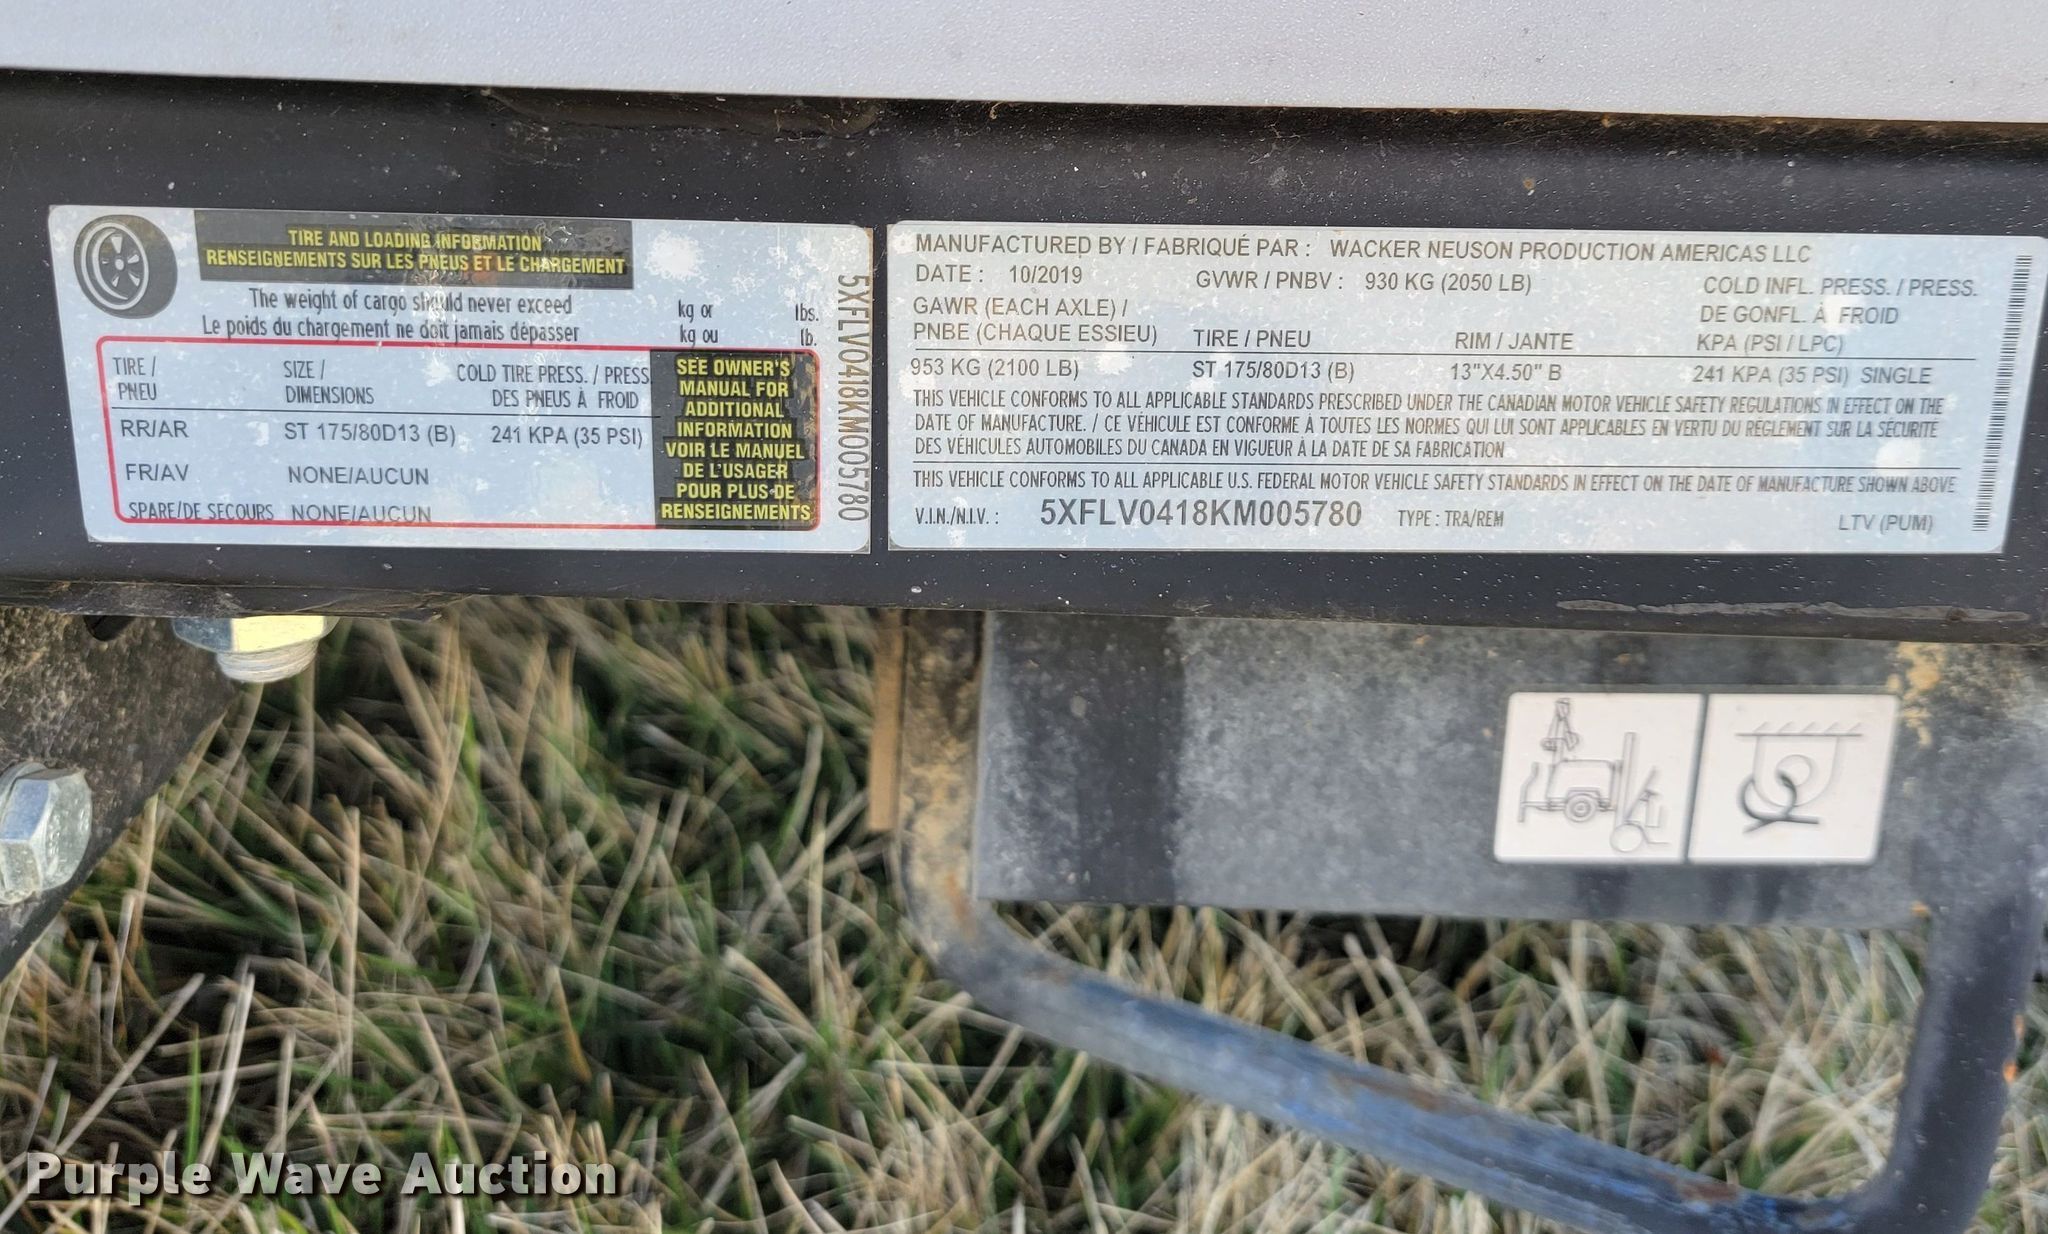 TIRE AND LOADING INFORMATION
RENSEIGNEMENTS SUR LES PNEUS ET LE CHARGEMENT
The weight of cargo should never exceed kg or lbs.
Le poids du chargement ne doit jamais dépasser kg ou lb.
TIRE / SIZE / COLD TIRE PRESS. / PRESS.
PNEU DIMENSIONS DES PNEUS À FROID
RR/AR ST 175/80D13 (B) 241 KPA (35 PSI)
FR/AV NONE/AUCUN
SPARE/DE SECOURS NONE/AUCUN
SEE OWNER'S
MANUAL FOR
ADDITIONAL
INFORMATION
VOIR LE MANUEL
DE L'USAGER
POUR PLUS DE
RENSEIGNEMENTS
5XFLV0418KM005780
MANUFACTURED BY / FABRIQUÉ PAR : WACKER NEUSON PRODUCTION AMERICAS LLC
DATE : 10/2019 GVWR / PNBV : 930 KG (2050 LB) COLD INFL. PRESS. / PRESS.
GAWR (EACH AXLE) / DE GONFL. À FROID
PNBE (CHAQUE ESSIEU) TIRE / PNEU RIM / JANTE KPA (PSI / LPC)
953 KG (2100 LB) ST 175/80D13 (B) 13"X4.50" B 241 KPA (35 PSI) SINGLE
THIS VEHICLE CONFORMS TO ALL APPLICABLE STANDARDS PRESCRIBED UNDER THE CANADIAN MOTOR VEHICLE SAFETY REGULATIONS IN EFFECT ON THE
DATE OF MANUFACTURE. / CE VÉHICULE EST CONFORME À TOUTES LES NORMES QUI LUI SONT APPLICABLES EN VERTU DU RÉGLEMENT SUR LA SÉCURITÉ
DES VÉHICULES AUTOMOBILES DU CANADA EN VIGUEUR À LA DATE DE SA FABRICATION
THIS VEHICLE CONFORMS TO ALL APPLICABLE U.S. FEDERAL MOTOR VEHICLE SAFETY STANDARDS IN EFFECT ON THE DATE OF MANUFACTURE SHOWN ABOVE
V.I.N./N.I.V. : 5XFLV0418KM005780 TYPE : TRA/REM LTV (PUM)
Purple Wave Auction